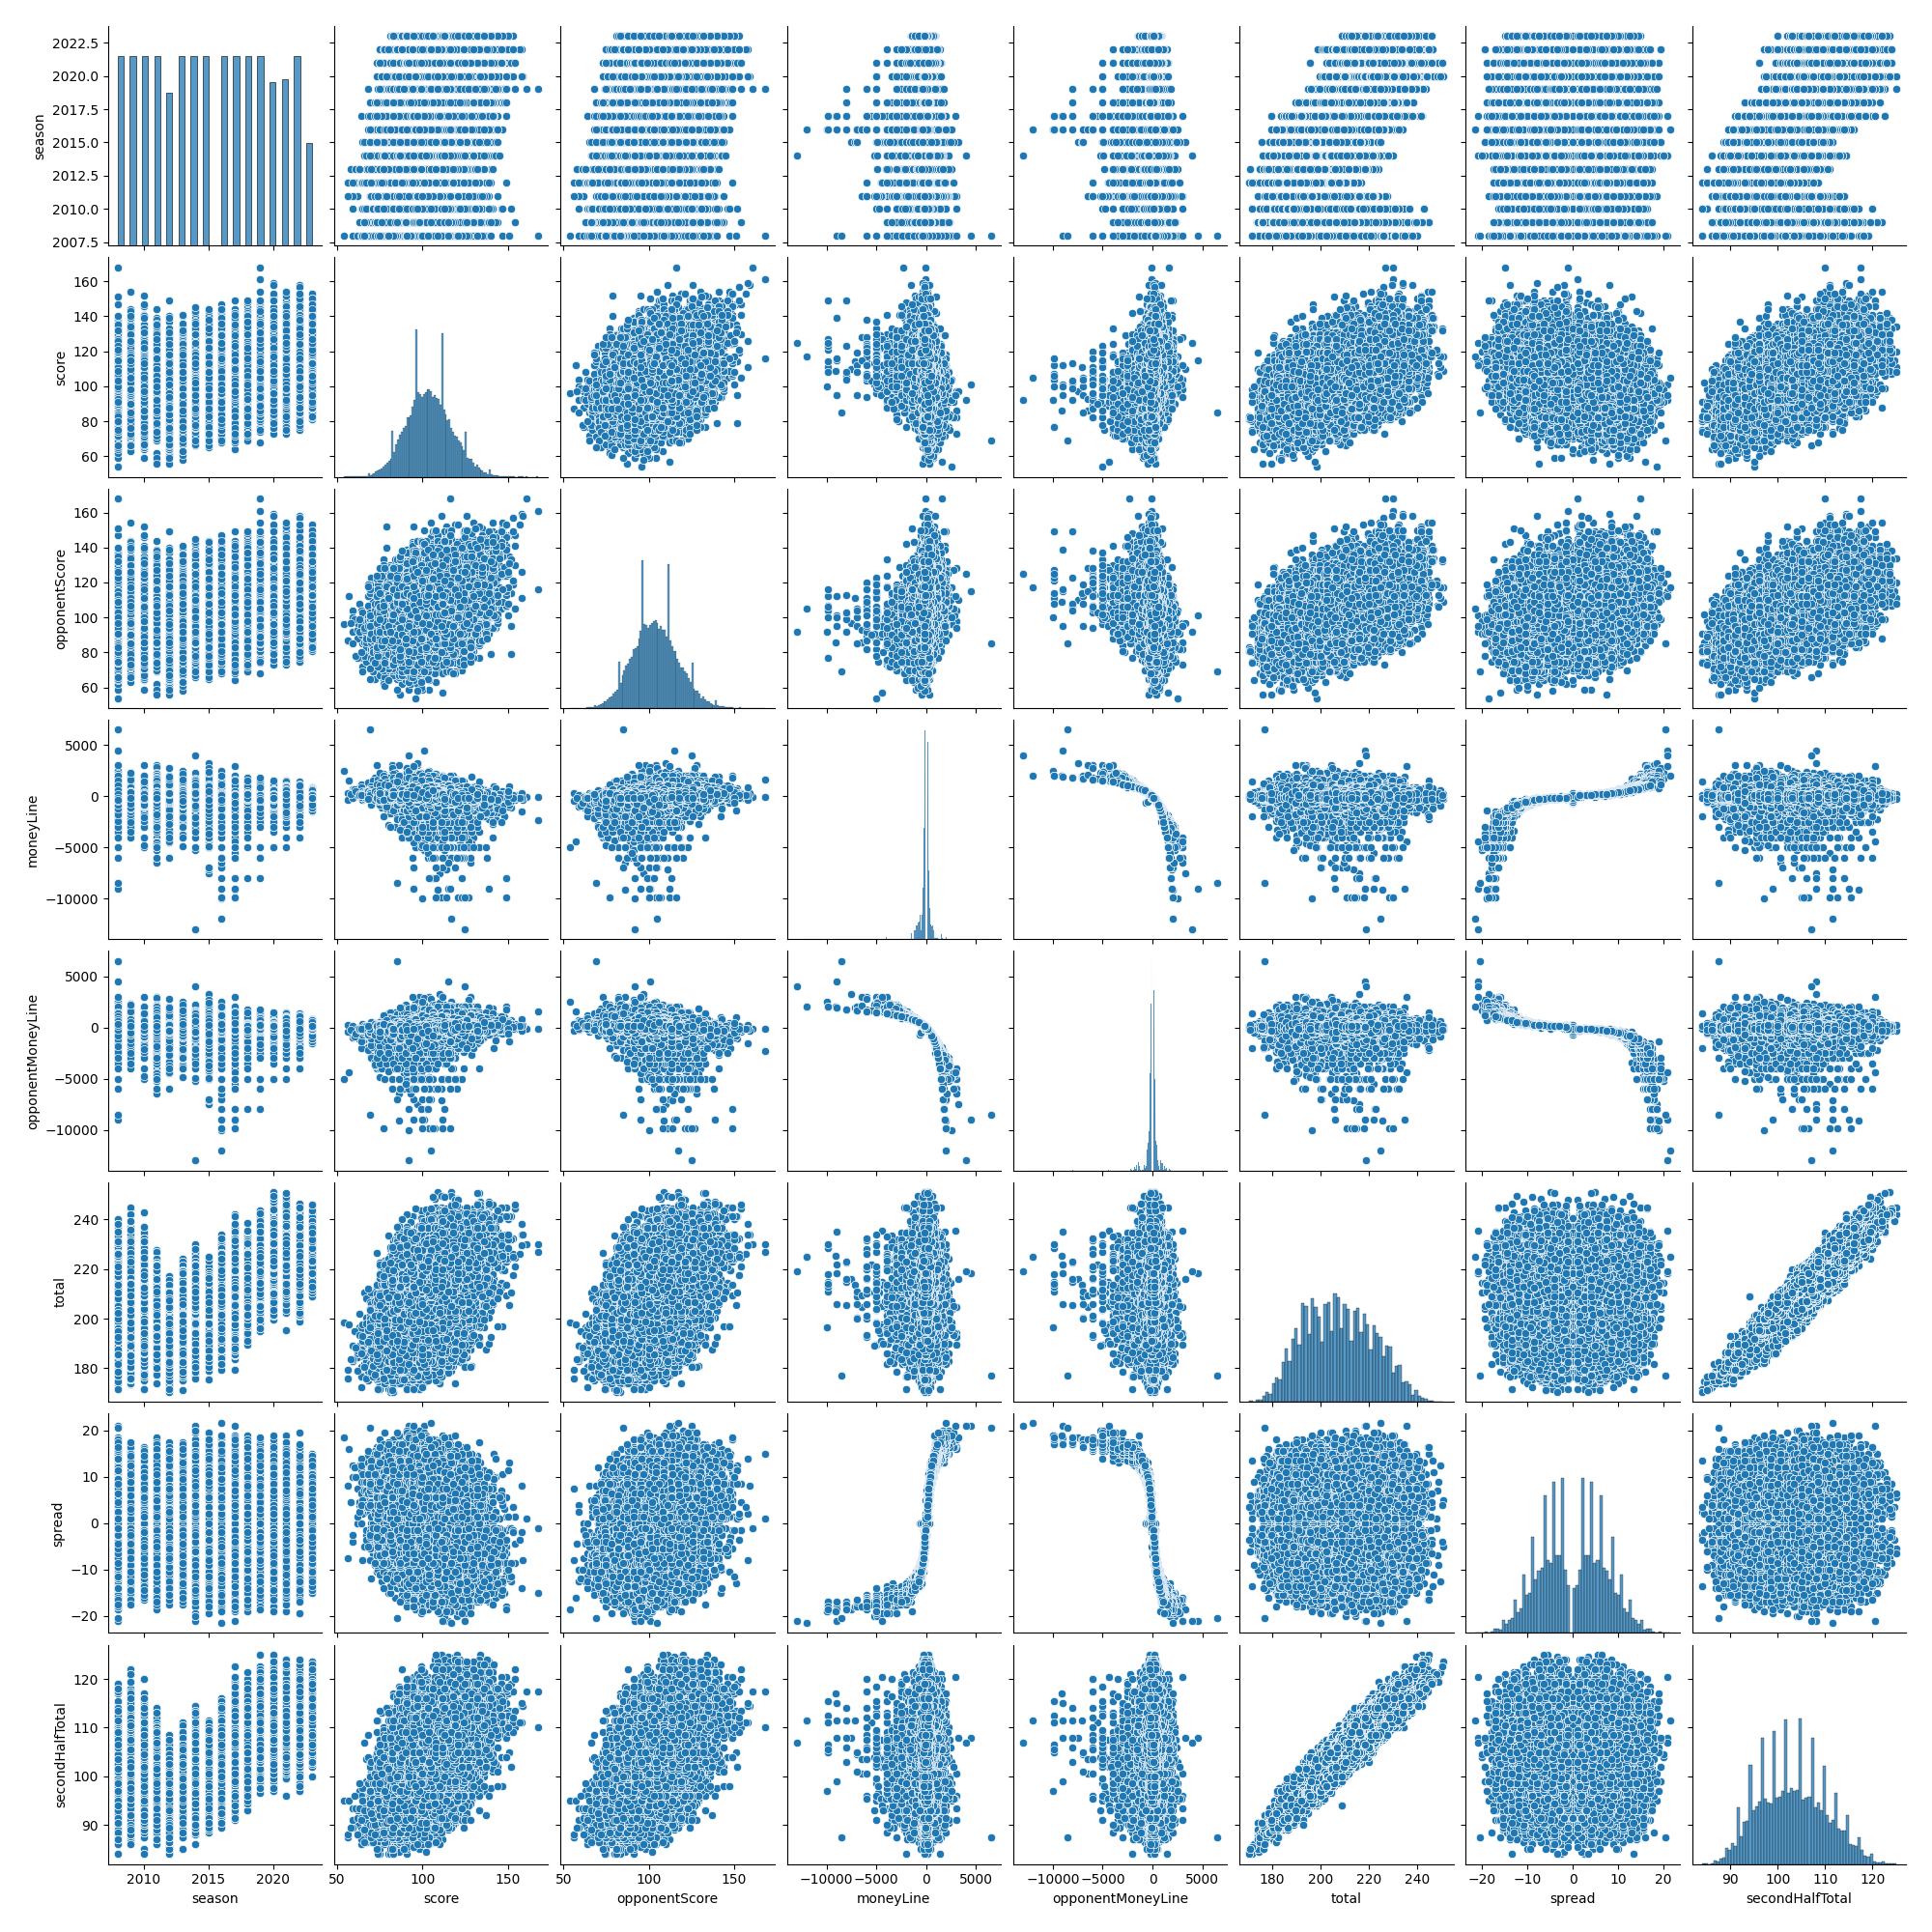 2022.5
2020.0
2017.5
2015.0
2012.5
2010.0
2007.5
season
160
140
120
100
80
60
score
160
140
120
100
80
60
opponentScore
5000
0
−5000
−10000
moneyLine
5000
0
−5000
−10000
opponentMoneyLine
240
220
200
180
total
20
10
0
−10
−20
spread
120
110
100
90
secondHalfTotal
2010 2015 2020
50 100 150
50 100 150
−10000 −5000 0 5000
−10000 −5000 0 5000
180 200 220 240
−20 −10 0 10 20
90 100 110 120
season score opponentScore moneyLine opponentMoneyLine total spread secondHalfTotal